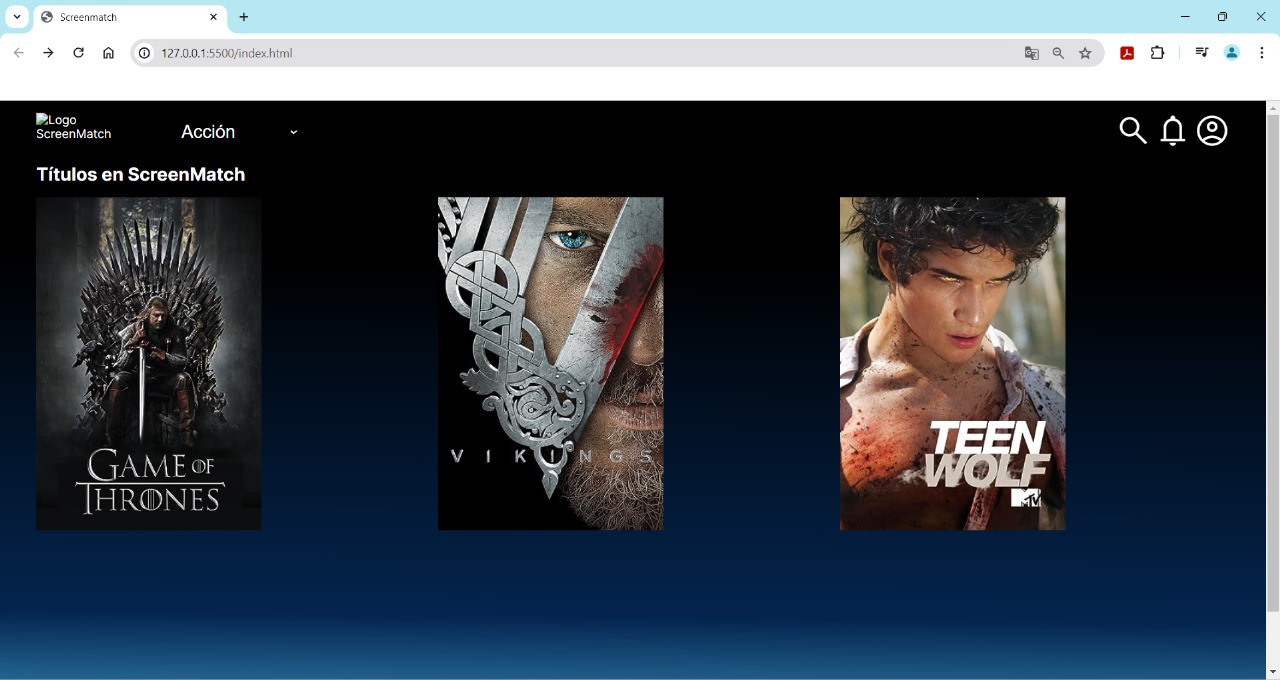 Screenmatch
127.0.0.1:5500/index.html
Logo
ScreenMatch
Acción
Títulos en ScreenMatch
GAME OF
THRONES
VIKINGS
TEEN
WOLF
MTV